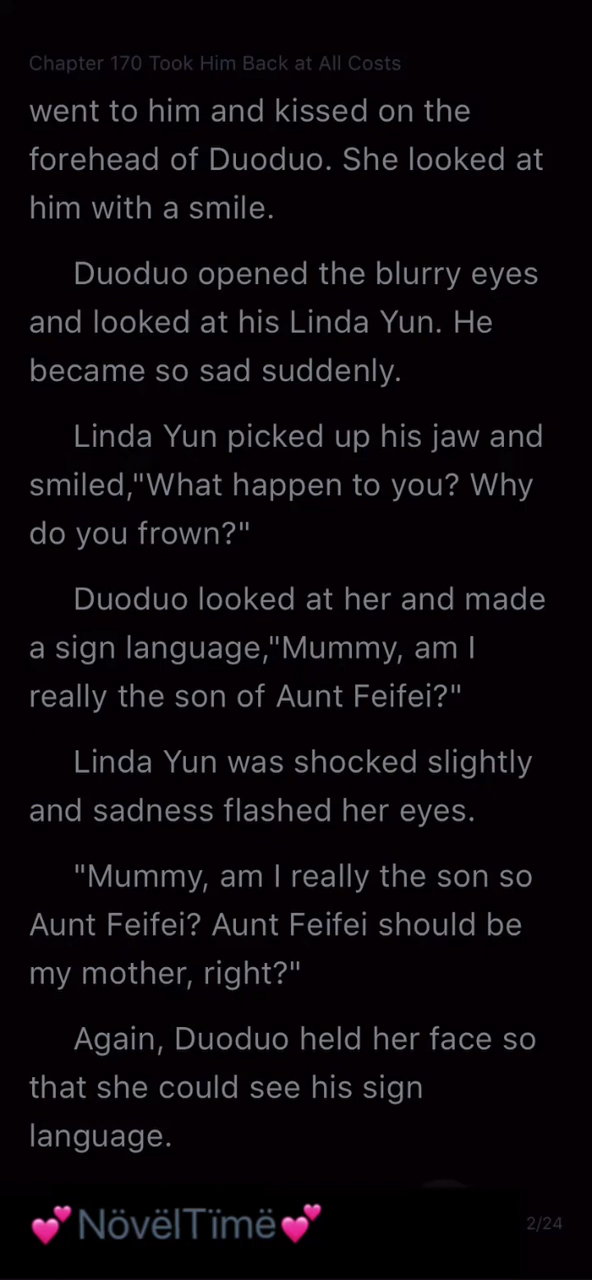 Chapter 170 Took Him Back at All Costs
went to him and kissed on the
forehead of Duoduo. She looked at
him with a smile.
Duoduo opened the blurry eyes
and looked at his Linda Yun. He
became so sad suddenly.
Linda Yun picked up his jaw and
smiled,"What happen to you? Why
do you frown?"
Duoduo looked at her and made
a sign language,"Mummy, am I
really the son of Aunt Feifei?"
Linda Yun was shocked slightly
and sadness flashed her eyes.
"Mummy, am I really the son so
Aunt Feifei? Aunt Feifei should be
my mother, right?"
Again, Duoduo held her face so
that she could see his sign
language.
💕NövëlTïmë💕
2/24